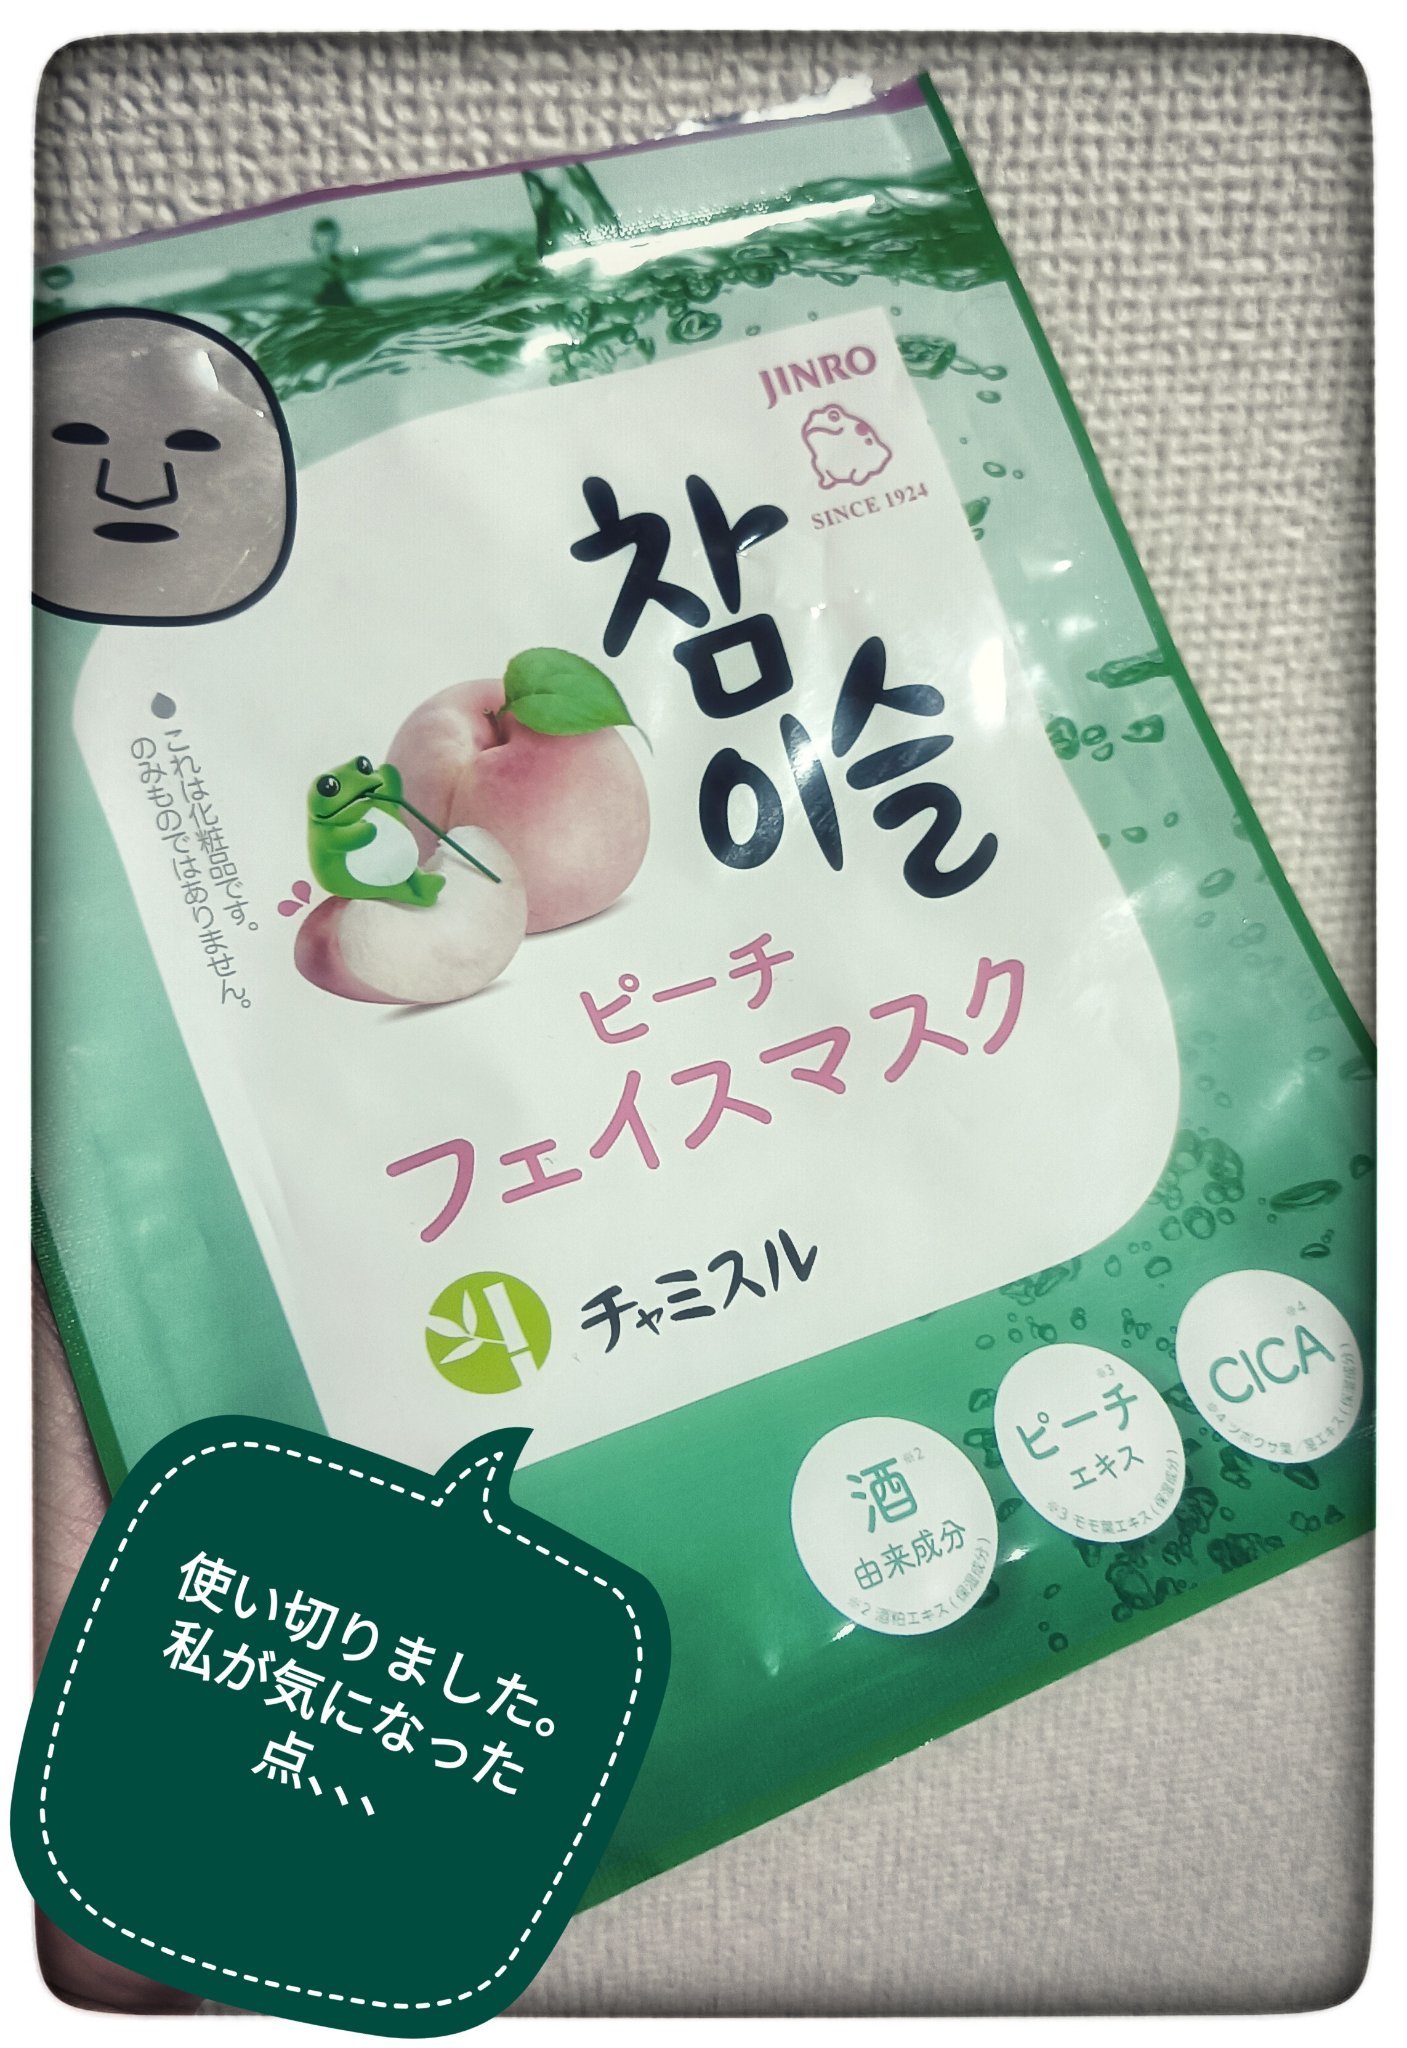 JINRO
SINCE 1924
참
이슬
これは化粧品です。
のみものではありません。
ピーチ
フェイスマスク
チャミスル
※4
CICA
※4 ツボクサ葉/茎エキス(保湿成分)
※3
ピーチ
エキス
※3 モモ葉エキス(保湿成分)
※2
酒
由来成分
※2 酒粕エキス(保湿成分)
使い切りました。
私が気になった
点、、、